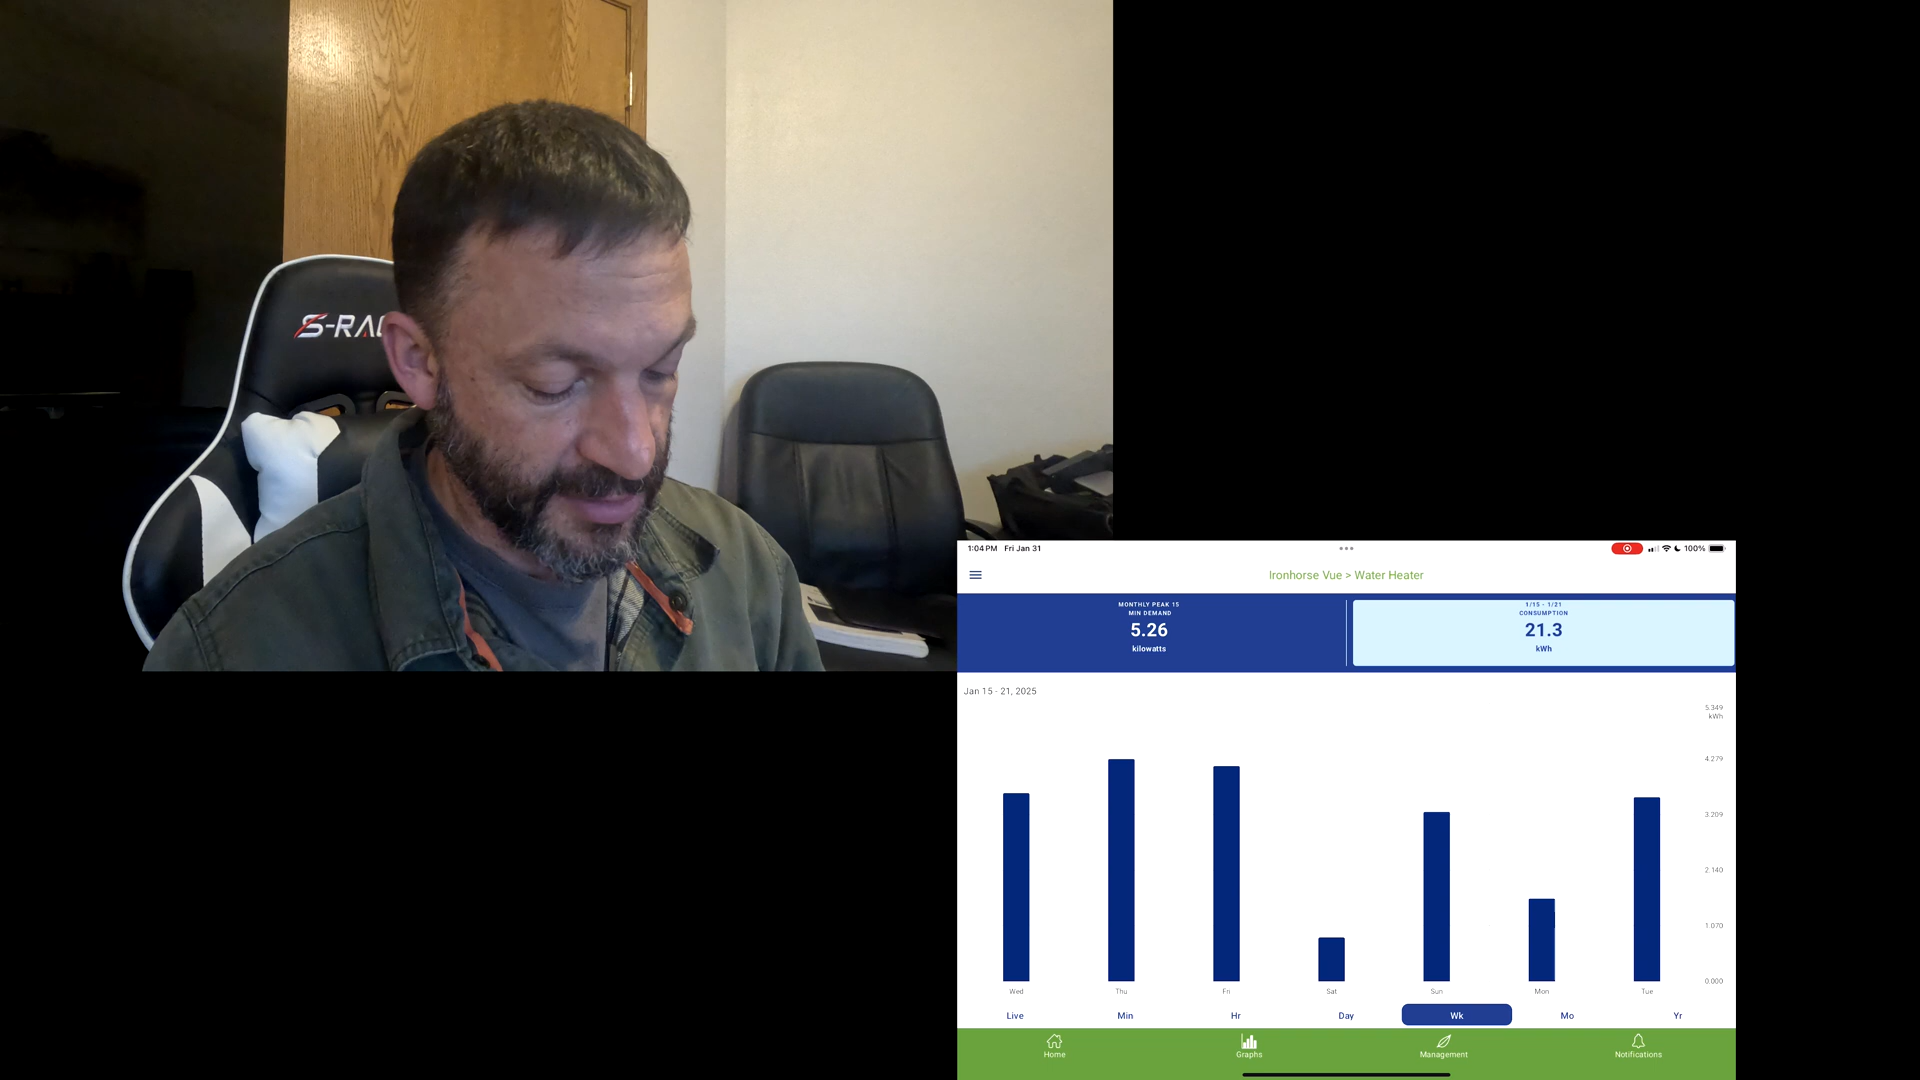 S-RAC
1:04 PM Fri Jan 31
100%
Ironhorse Vue > Water Heater
MONTHLY PEAK 15
MIN DEMAND
5.26
kilowatts
1/15 - 1/21
CONSUMPTION
21.3
kWh
Jan 15 - 21, 2025
5.349
kWh
4.279
3.209
2.140
1.070
0.000
Wed Thu Fri Sat Sun Mon Tue
Live Min Hr Day Wk Mo Yr
Home Graphs Management Notifications